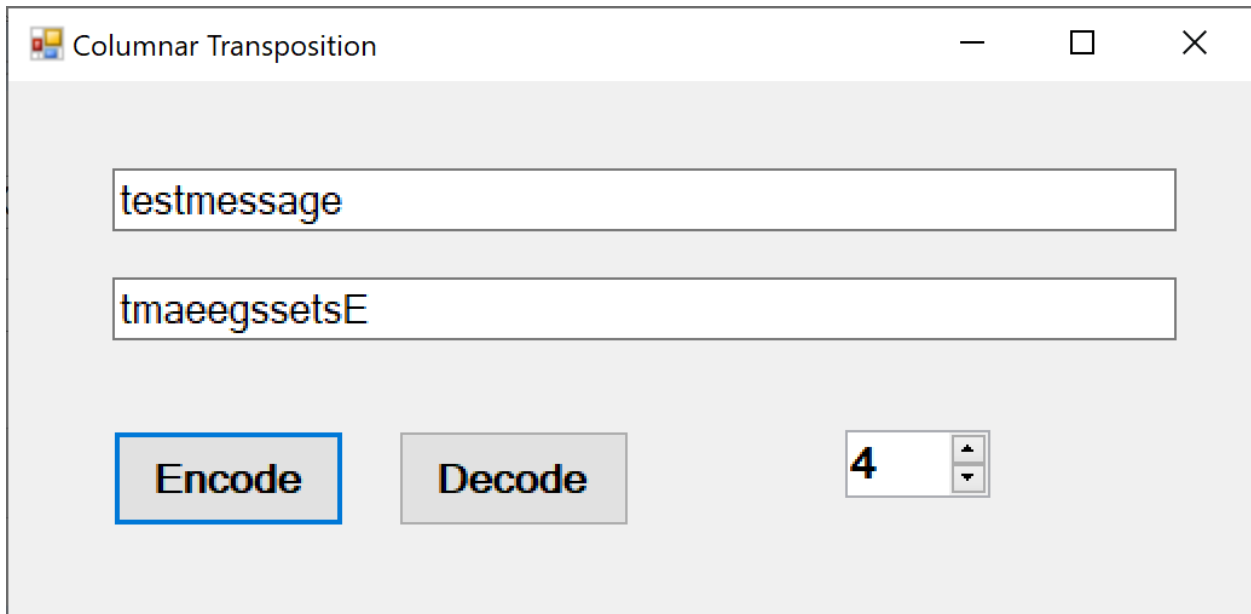 Columnar Transposition
testmessage
tmaeegssetsE
Encode Decode 4